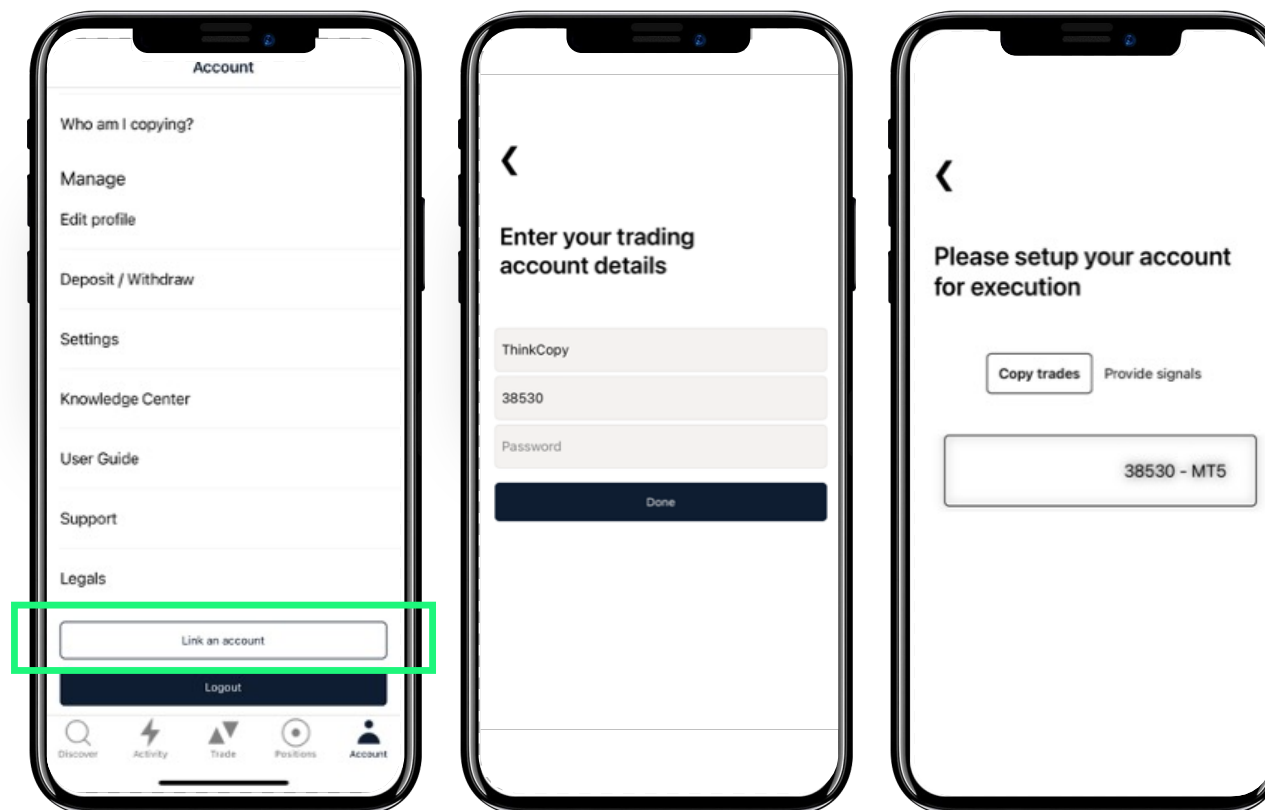 Account
Who am I copying?
Manage
Edit profile
Deposit / Withdraw
Settings
Knowledge Center
User Guide
Support
Legals
Link an account
Logout
Discover
Activity
Trade
Positions
Account
Enter your trading
account details
ThinkCopy
38530
Password
Done
Please setup your account
for execution
Copy trades
Provide signals
38530 - MT5